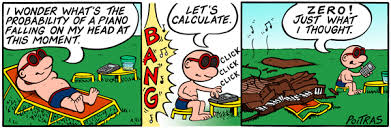 I WONDER WHAT'S THE
PROBABILITY OF A PIANO
FALLING ON MY HEAD AT
THIS MOMENT.
BANG
LET'S
CALCULATE.
CLICK
CLICK
CLICK
ZERO!
JUST WHAT
I THOUGHT.
POITRAS